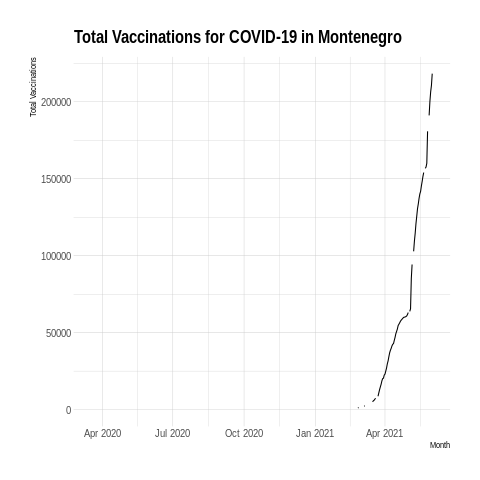 Total Vaccinations for COVID-19 in Montenegro
Total Vaccinations
200000
150000
100000
50000
0
Apr 2020 Jul 2020 Oct 2020 Jan 2021 Apr 2021
Month